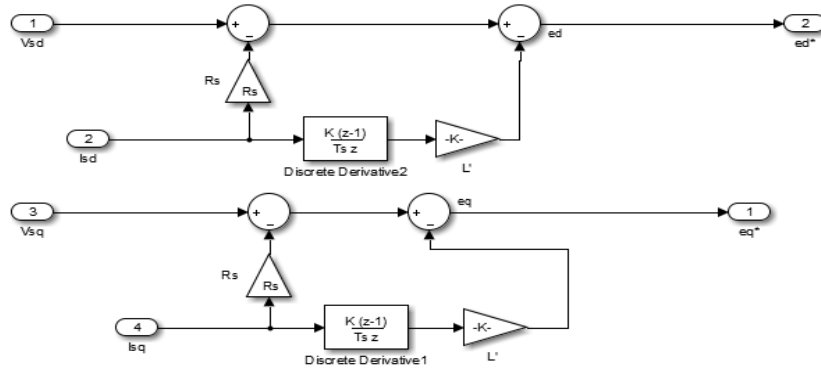 1
Vsd
+
−
+
−
ed
2
ed*
Rs
Rs
2
Isd
K (z-1)
Ts z
Discrete Derivative2
-K-
L'
3
Vsq
+
−
+
−
eq
1
eq*
Rs
Rs
4
Isq
K (z-1)
Ts z
Discrete Derivative1
-K-
L'